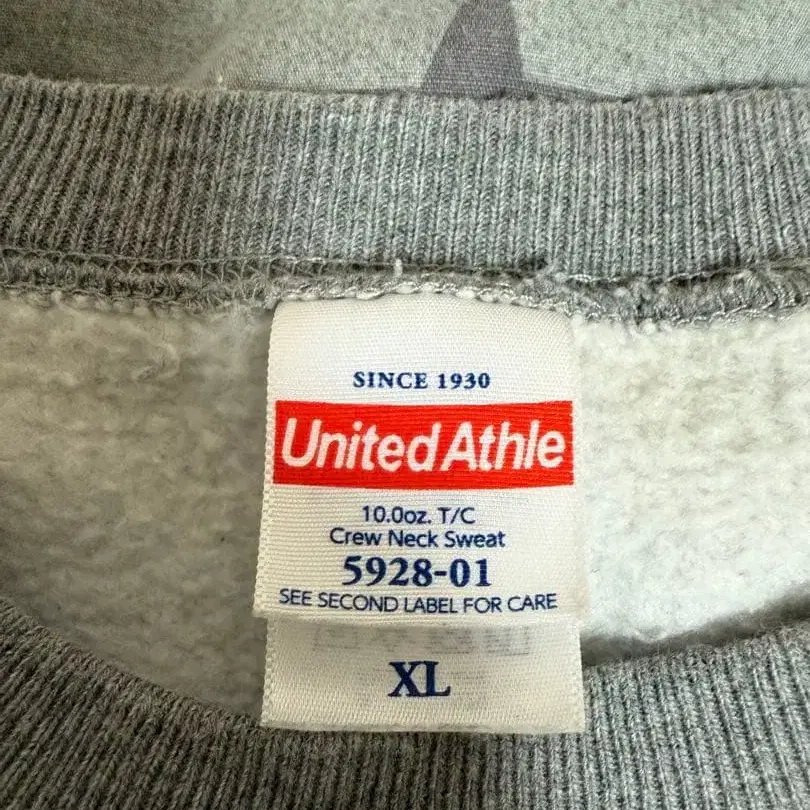 SINCE 1930
United Athle
10.0oz. T/C
Crew Neck Sweat
5928-01
SEE SECOND LABEL FOR CARE
XL